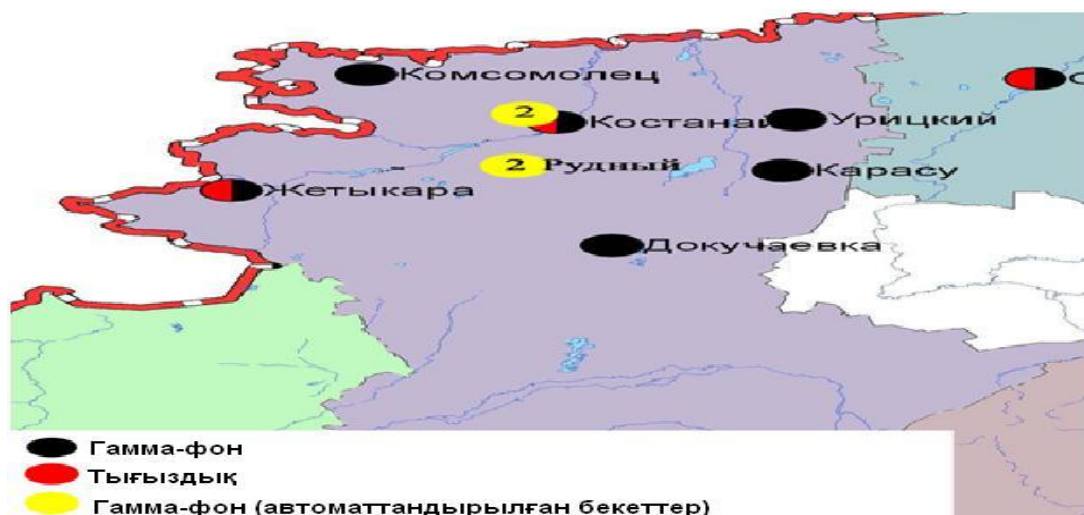 Комсомолец
2
Костанай
Урицкий
2 Рудный
Карасу
Жетыкара
Докучаевка
Гамма-фон
Тығыздық
Гамма-фон (автоматтандырылған бекеттер)